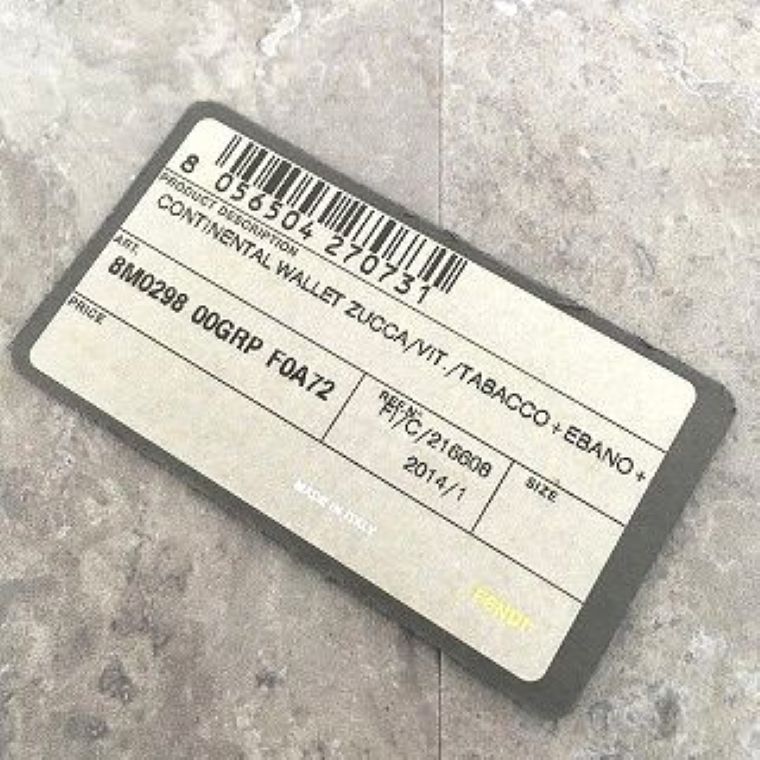 8 056504 270731
PRODUCT DESCRIPTION
CONTINENTAL WALLET ZUCCA/VIT./TABACCO+EBANO+
ART.
8M0298 00GRP F0A72
REF.N.
FI/C/216608
2014/1
SIZE
PRICE
MADE IN ITALY
FENDI